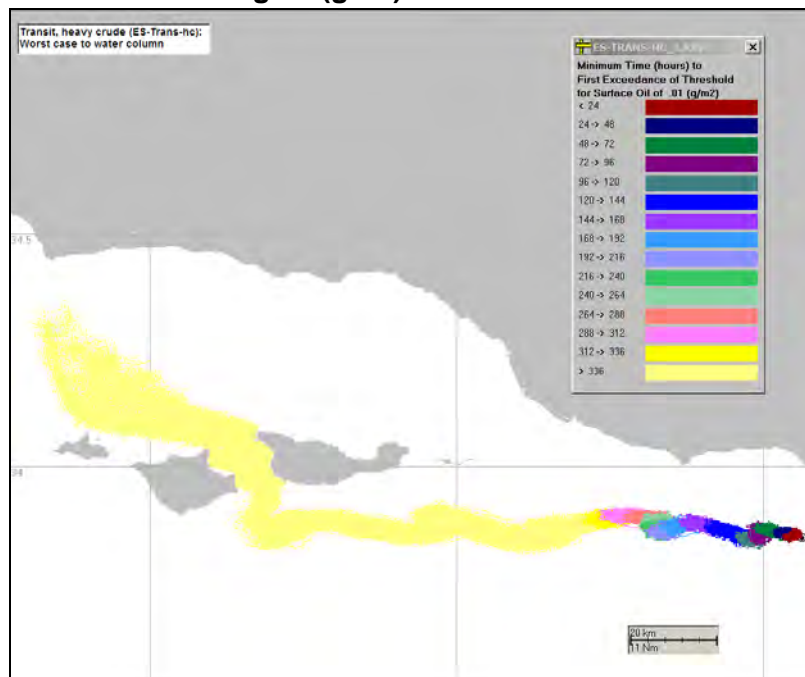 Transit, heavy crude (ES-Trans-hc):
Worst case to water column
Minimum Time (hours) to
First Exceedance of Threshold
for Surface Oil of .01 (g/m2)
< 24
24 -> 48
48 -> 72
72 -> 96
96 -> 120
120 -> 144
144 -> 168
168 -> 192
192 -> 216
216 -> 240
240 -> 264
264 -> 288
288 -> 312
312 -> 336
> 336
34.5
34
20 km
11 Nm